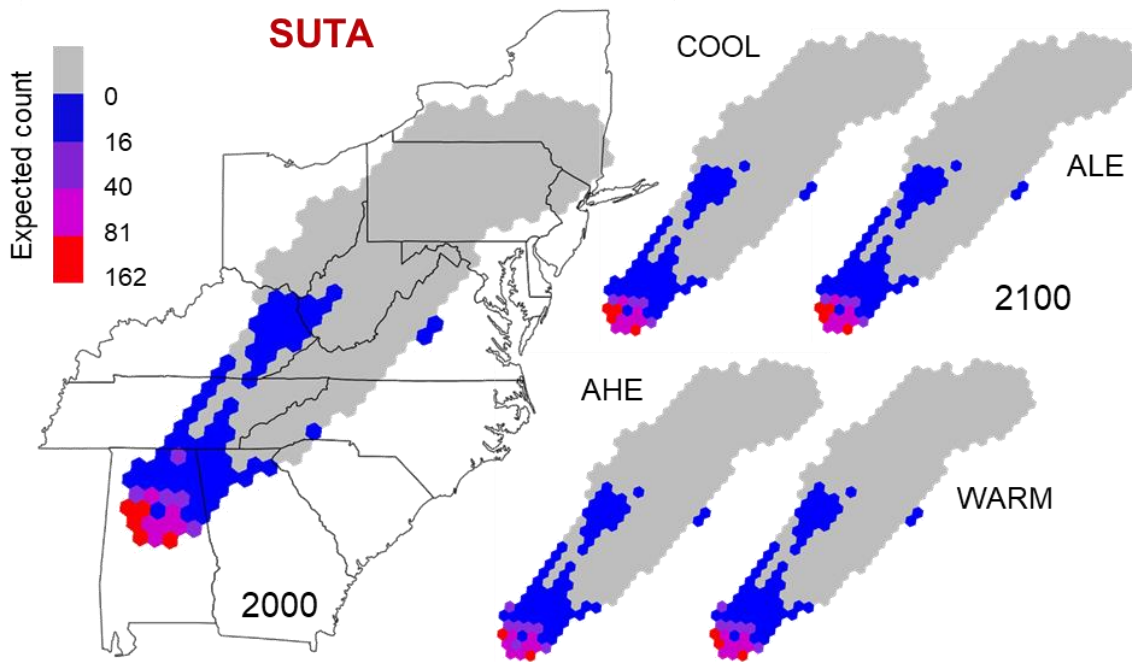 SUTA
Expected count
0
16
40
81
162
2000
COOL
ALE
2100
AHE
WARM